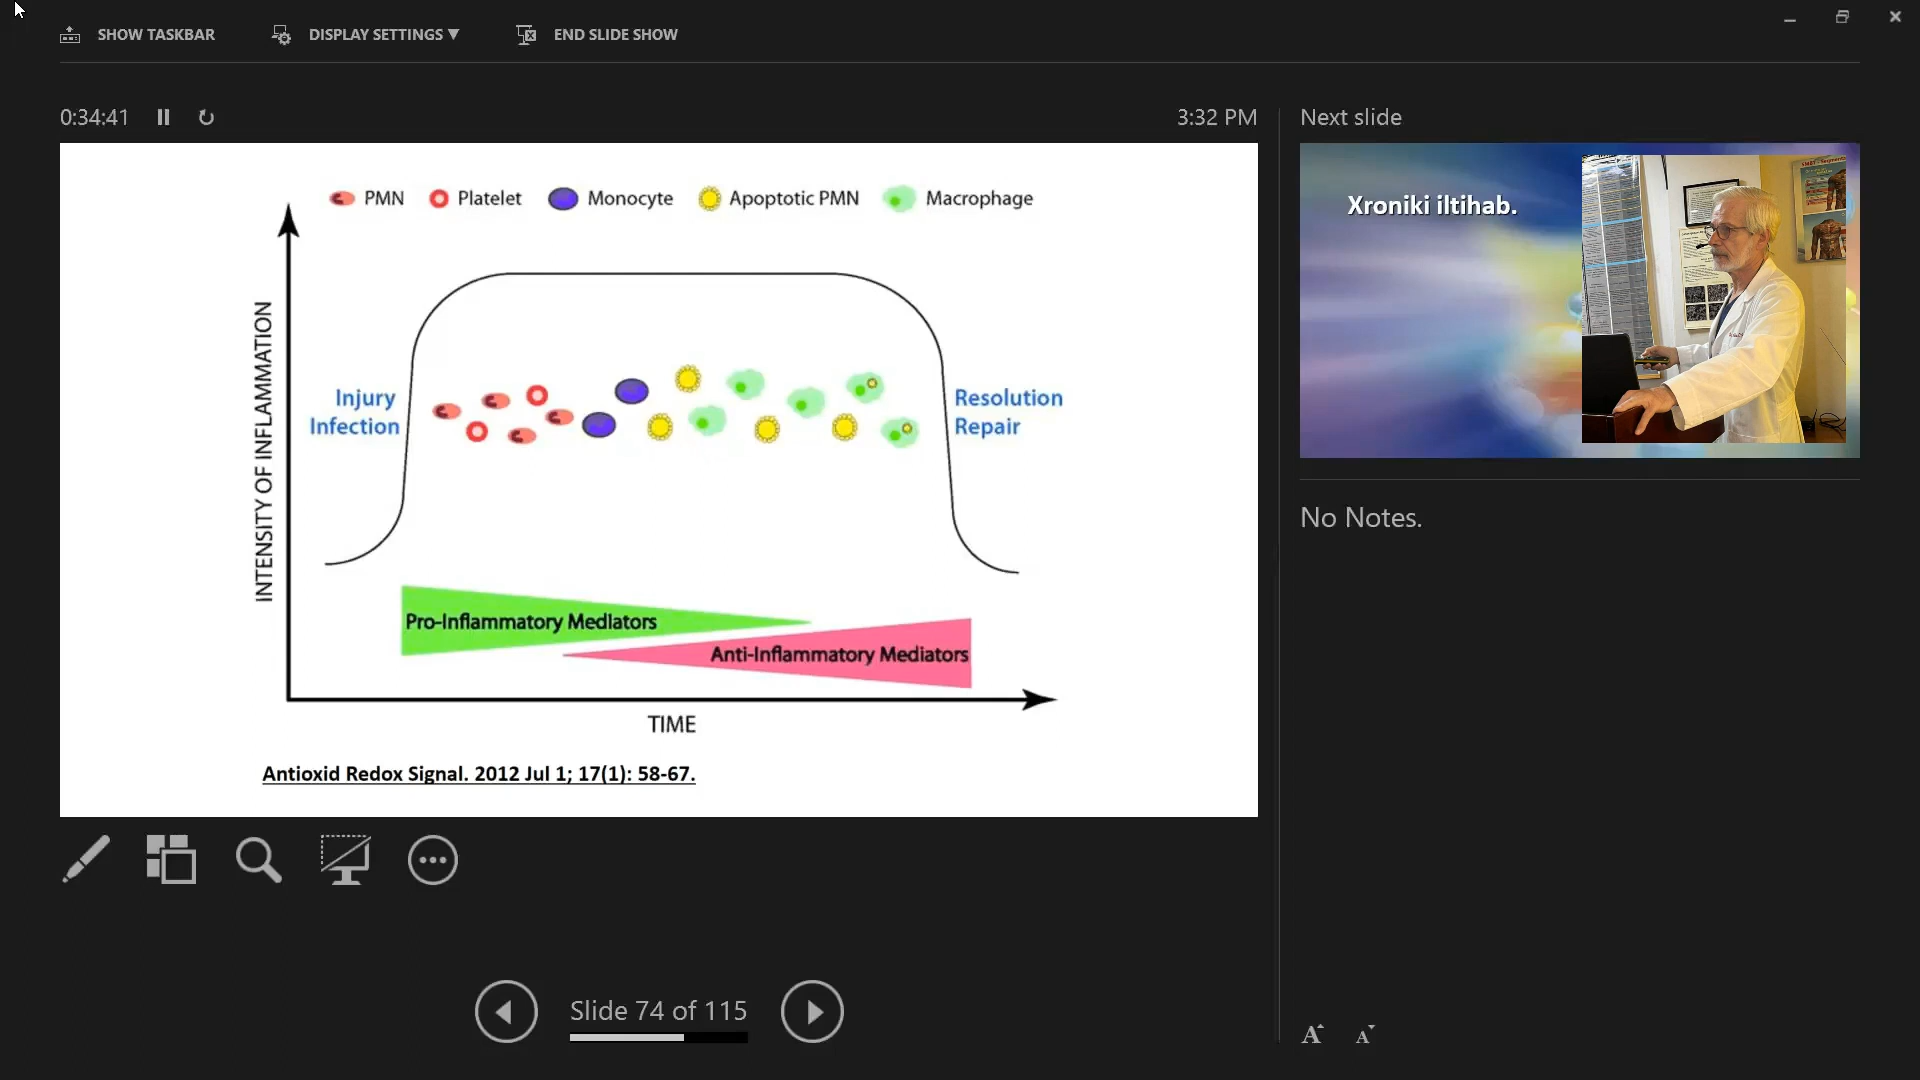 SHOW TASKBAR
DISPLAY SETTINGS ▼
END SLIDE SHOW
0:34:41
3:32 PM
Next slide
PMN
Platelet
Monocyte
Apoptotic PMN
Macrophage
INTENSITY OF INFLAMMATION
Injury
Infection
Resolution
Repair
Pro-Inflammatory Mediators
Anti-Inflammatory Mediators
TIME
Antioxid Redox Signal. 2012 Jul 1; 17(1): 58-67.
Xroniki iltihab.
No Notes.
Slide 74 of 115
A
A